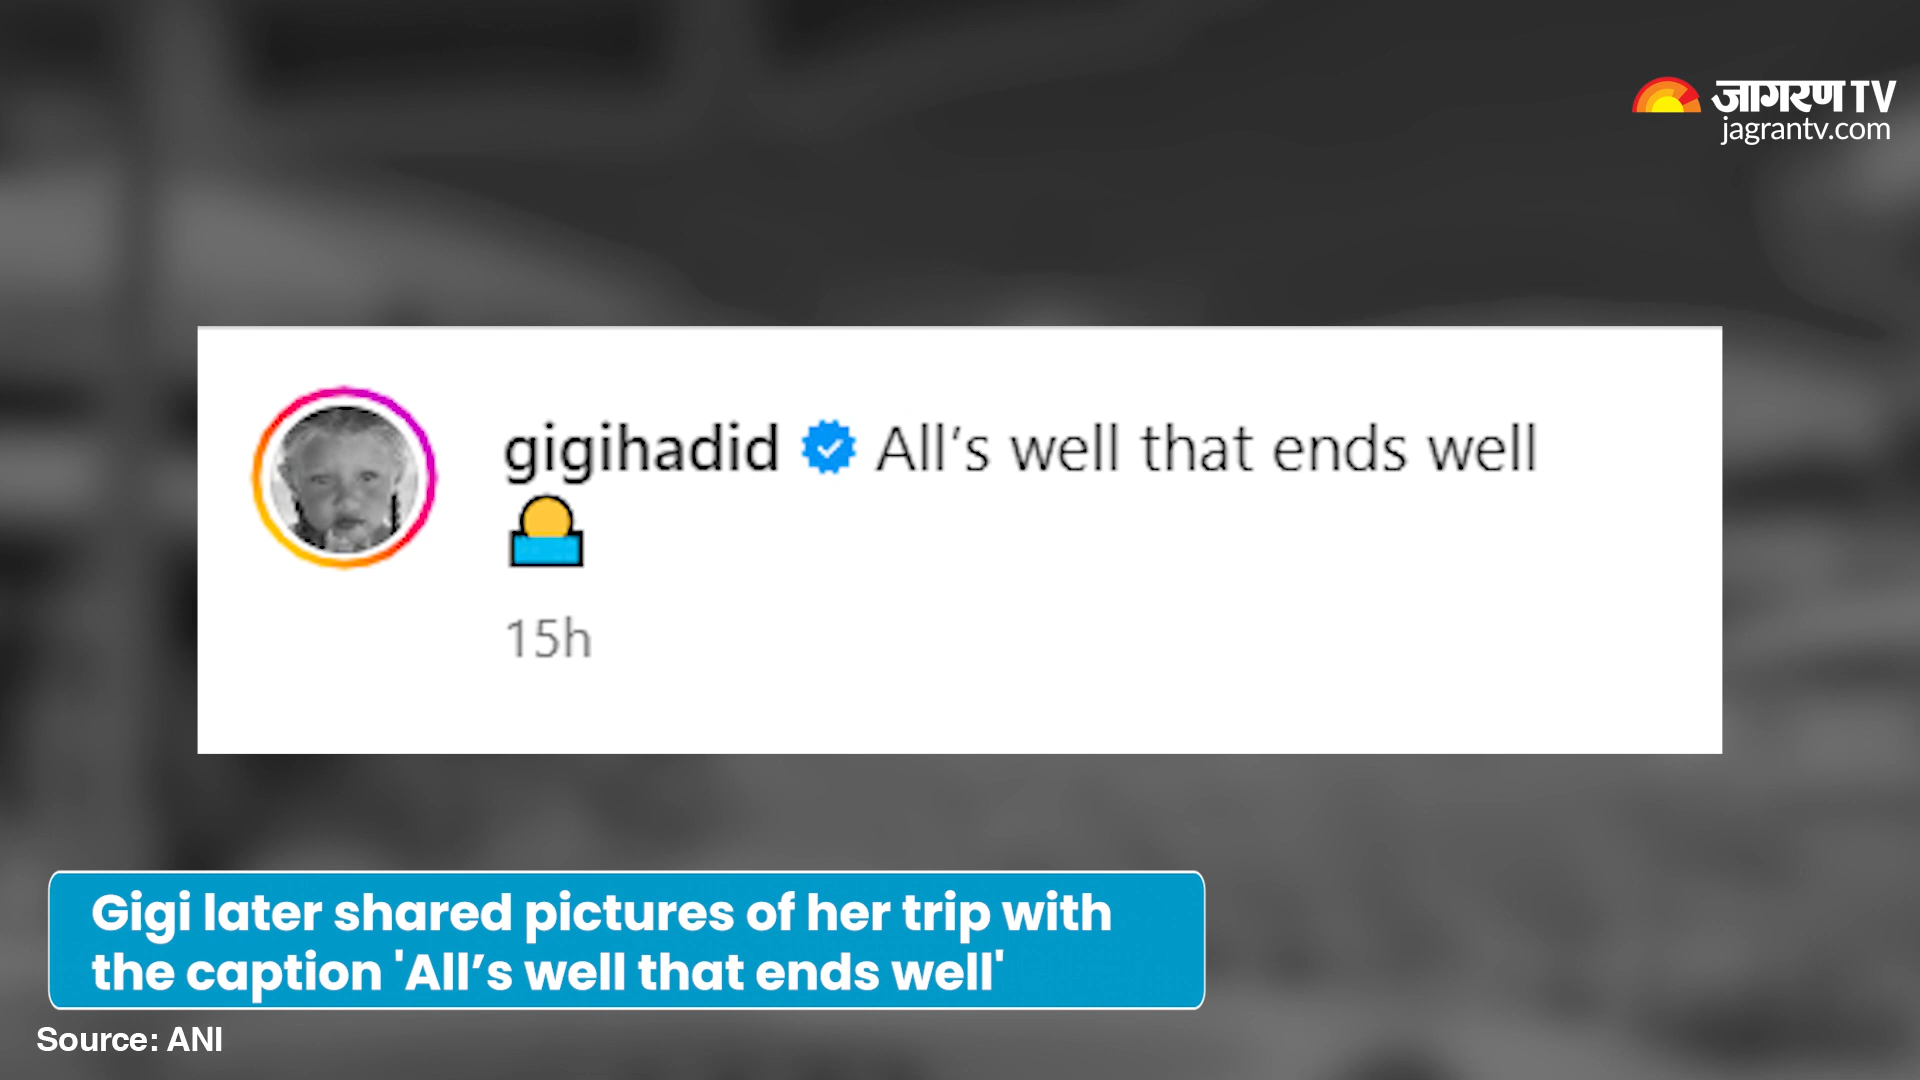 जागरण TV
jagrantv.com
gigihadid All's well that ends well
15h
Gigi later shared pictures of her trip with
the caption 'All’s well that ends well'
Source: ANI